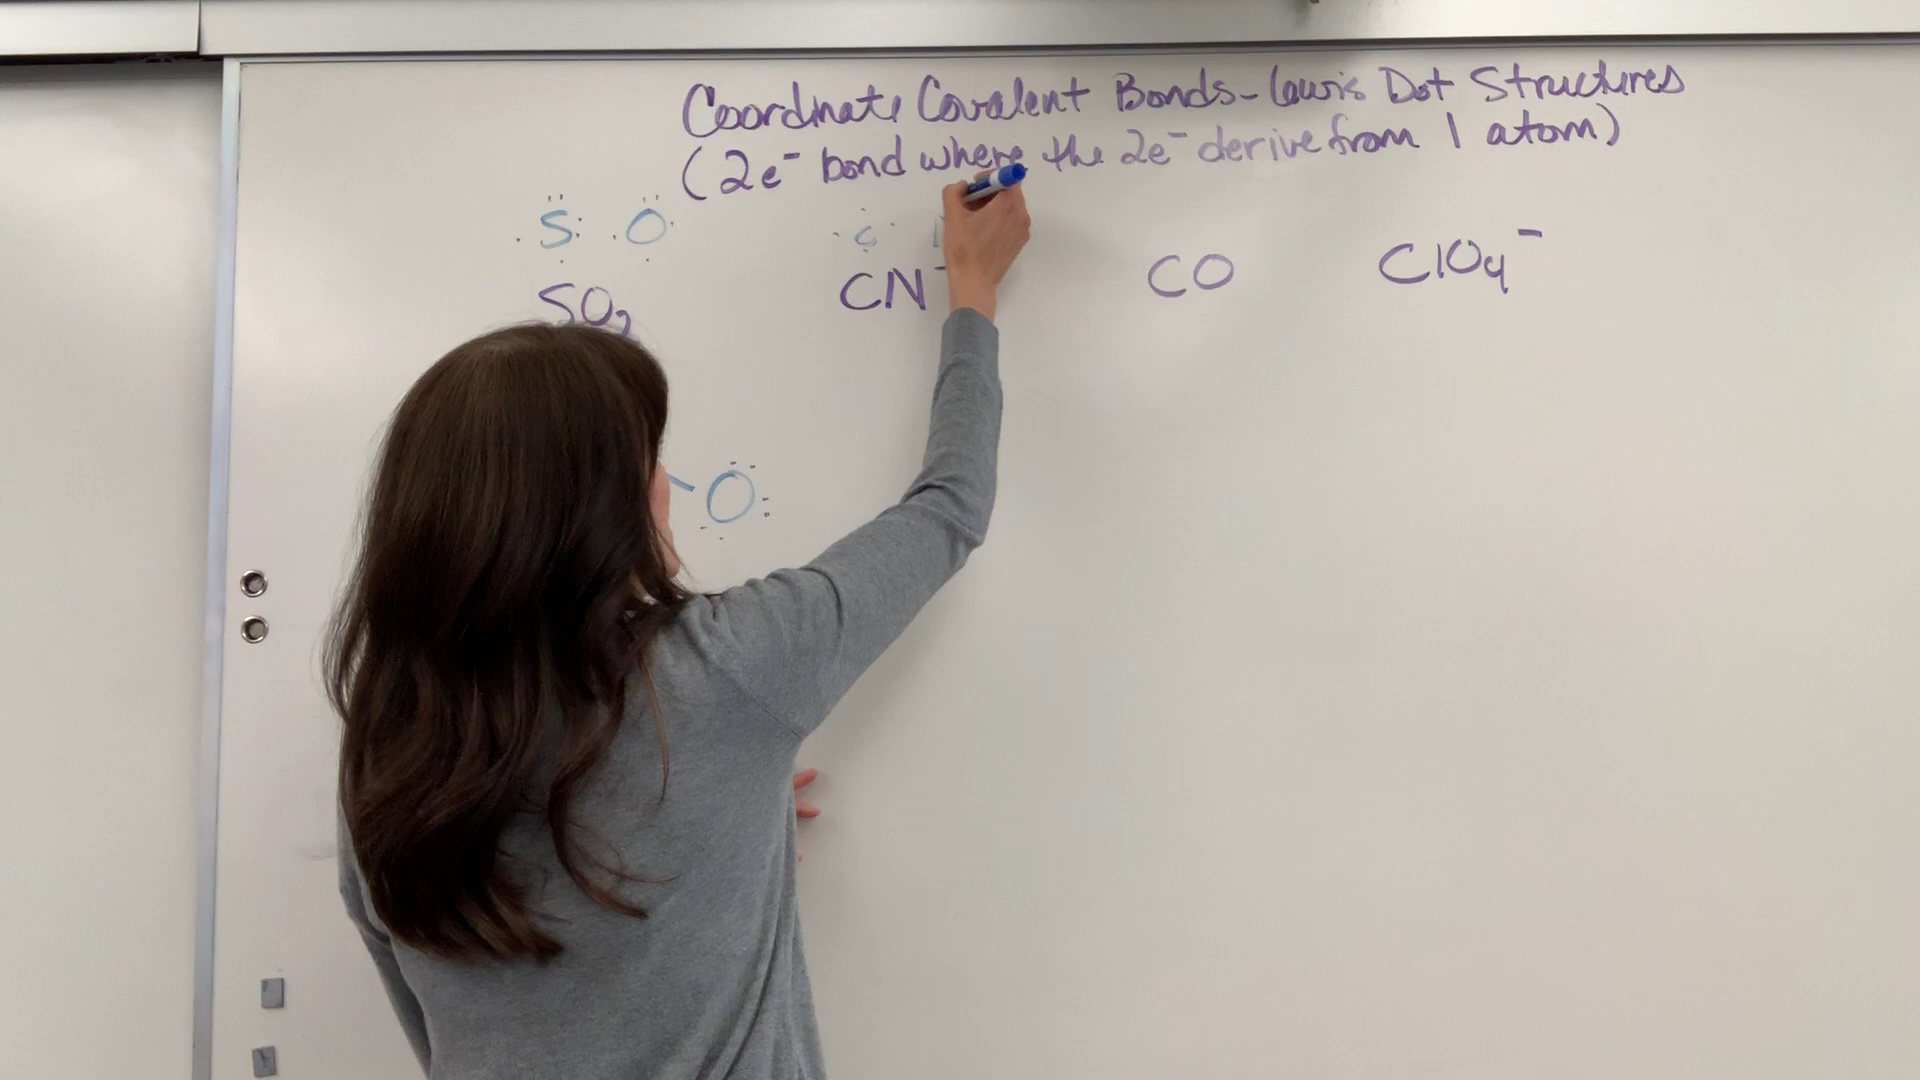 Coordinate Covalent Bonds - Lewis Dot Structures
(2e⁻ bond where the 2e⁻ derive from 1 atom)
S O C
SO₂ CN⁻ CO ClO₄⁻
O